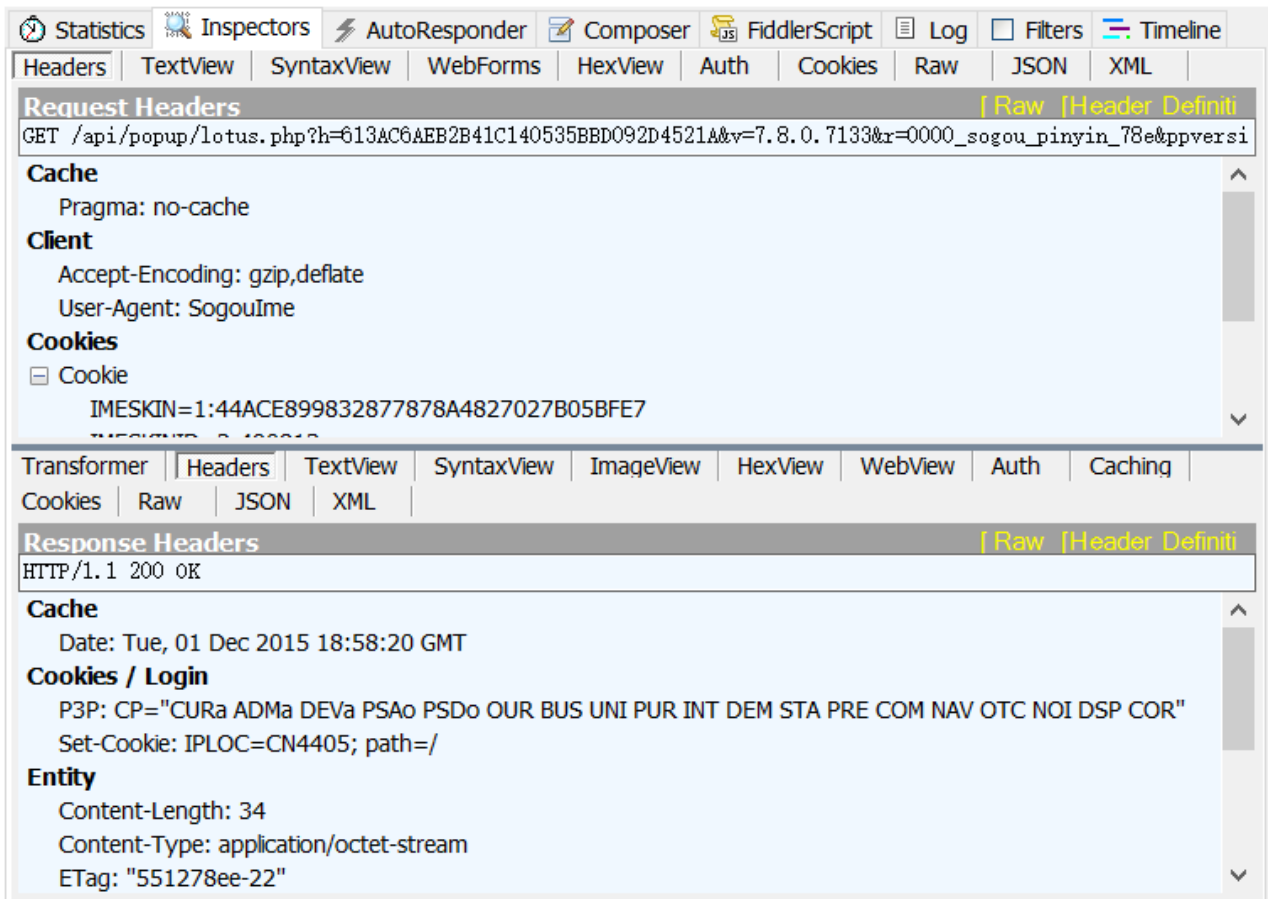 Statistics Inspectors AutoResponder Composer FiddlerScript Log Filters Timeline
Headers TextView SyntaxView WebForms HexView Auth Cookies Raw JSON XML
Request Headers [ Raw [Header Definiti
GET /api/popup/lotus.php?h=613AC6AEB2B41C140535BBD092D4521A&v=7.8.0.7133&r=0000_sogou_pinyin_78e&ppversi
Cache
Pragma: no-cache
Client
Accept-Encoding: gzip,deflate
User-Agent: SogouIme
Cookies
Cookie
IMESKIN=1:44ACE899832877878A4827027B05BFE7
Transformer Headers TextView SyntaxView ImageView HexView WebView Auth Caching
Cookies Raw JSON XML
Response Headers [ Raw [Header Definiti
HTTP/1.1 200 OK
Cache
Date: Tue, 01 Dec 2015 18:58:20 GMT
Cookies / Login
P3P: CP="CURa ADMa DEVa PSAo PSDo OUR BUS UNI PUR INT DEM STA PRE COM NAV OTC NOI DSP COR"
Set-Cookie: IPLOC=CN4405; path=/
Entity
Content-Length: 34
Content-Type: application/octet-stream
ETag: "551278ee-22"